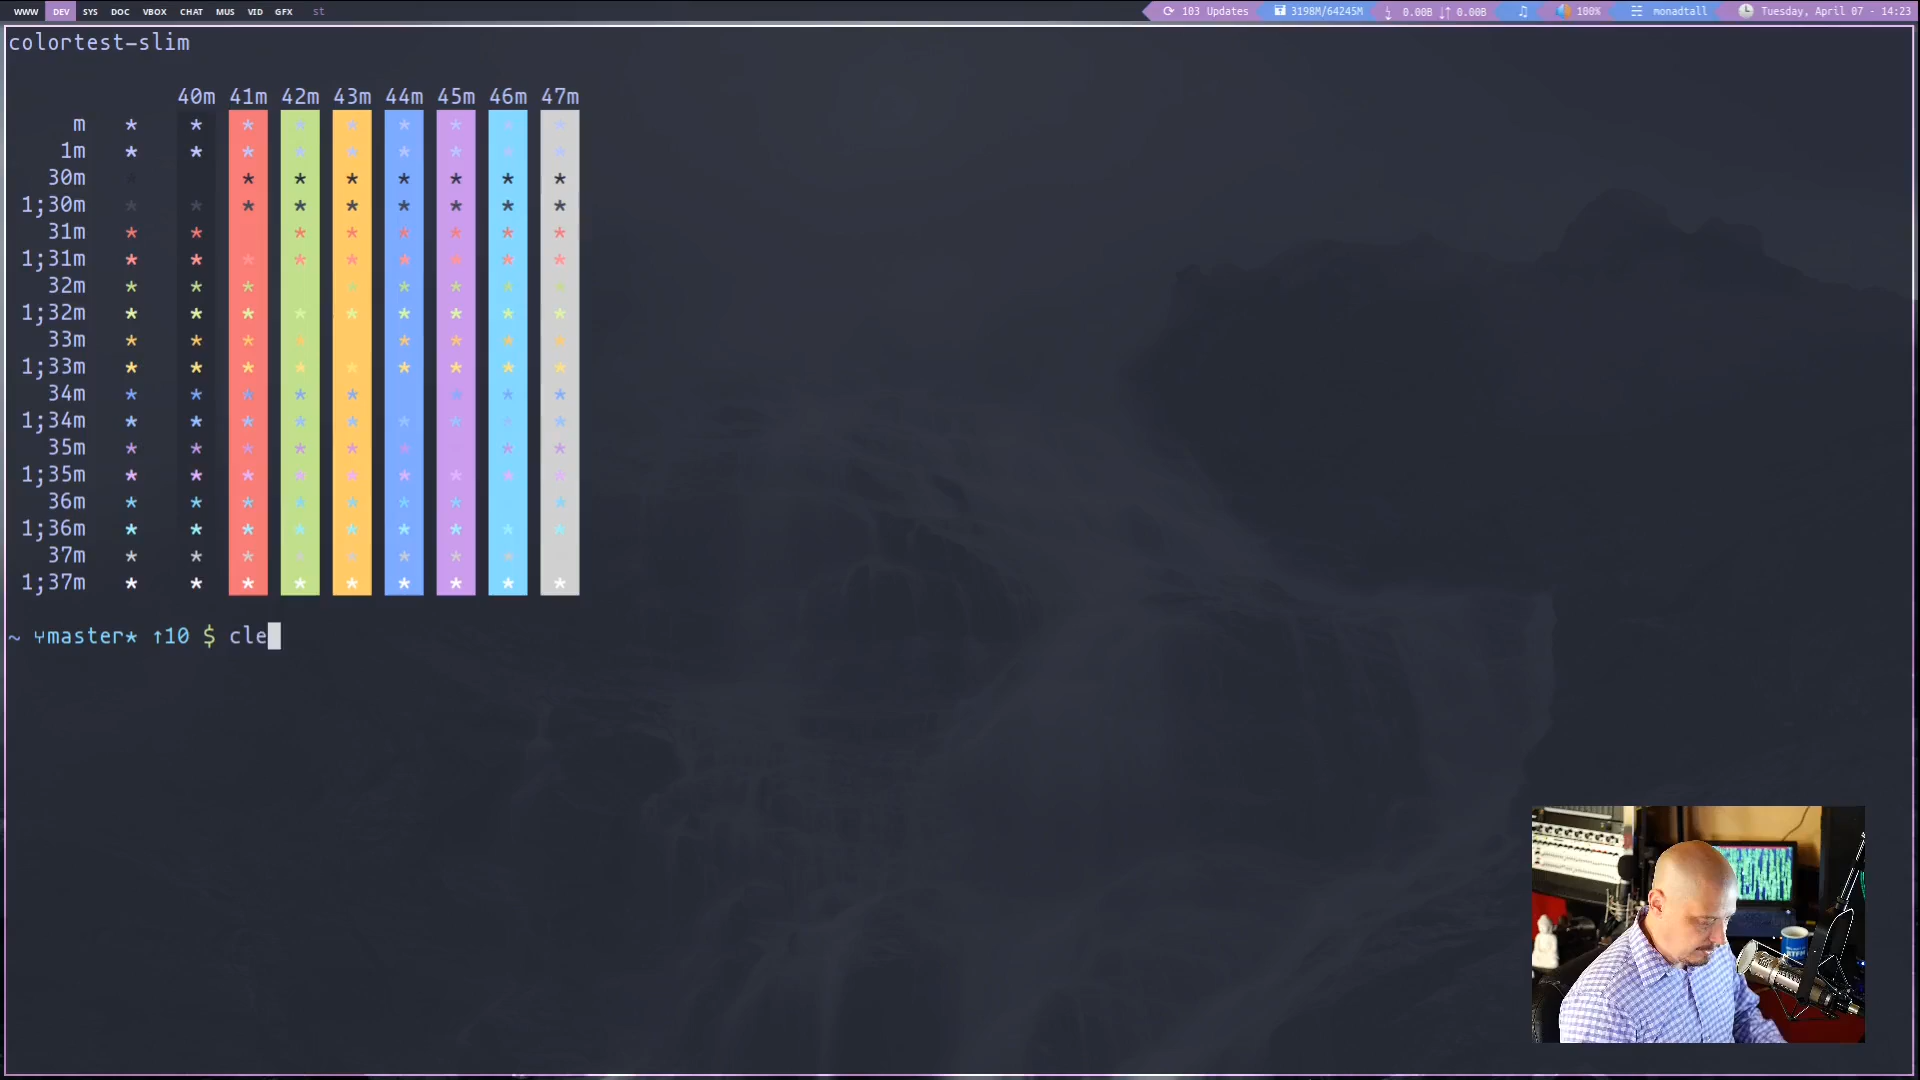 WWW DEV SYS DOC VBOX CHAT MUS VID GFX st 103 Updates 3198M/64245M 0.00B ↓↑ 0.00B 100% monadtall Tuesday, April 07 - 14:23
colortest-slim
40m 41m 42m 43m 44m 45m 46m 47m
m * * * * * * * * *
1m * * * * * * * * *
30m * * * * * * *
1;30m * * * * * * * * *
31m * * * * * * * *
1;31m * * * * * * * * *
32m * * * * * * * *
1;32m * * * * * * * * *
33m * * * * * * * *
1;33m * * * * * * * * *
34m * * * * * * * *
1;34m * * * * * * * * *
35m * * * * * * * *
1;35m * * * * * * * * *
36m * * * * * * * *
1;36m * * * * * * * * *
37m * * * * * * * *
1;37m * * * * * * * * *
~ master* ↑10 $ cle